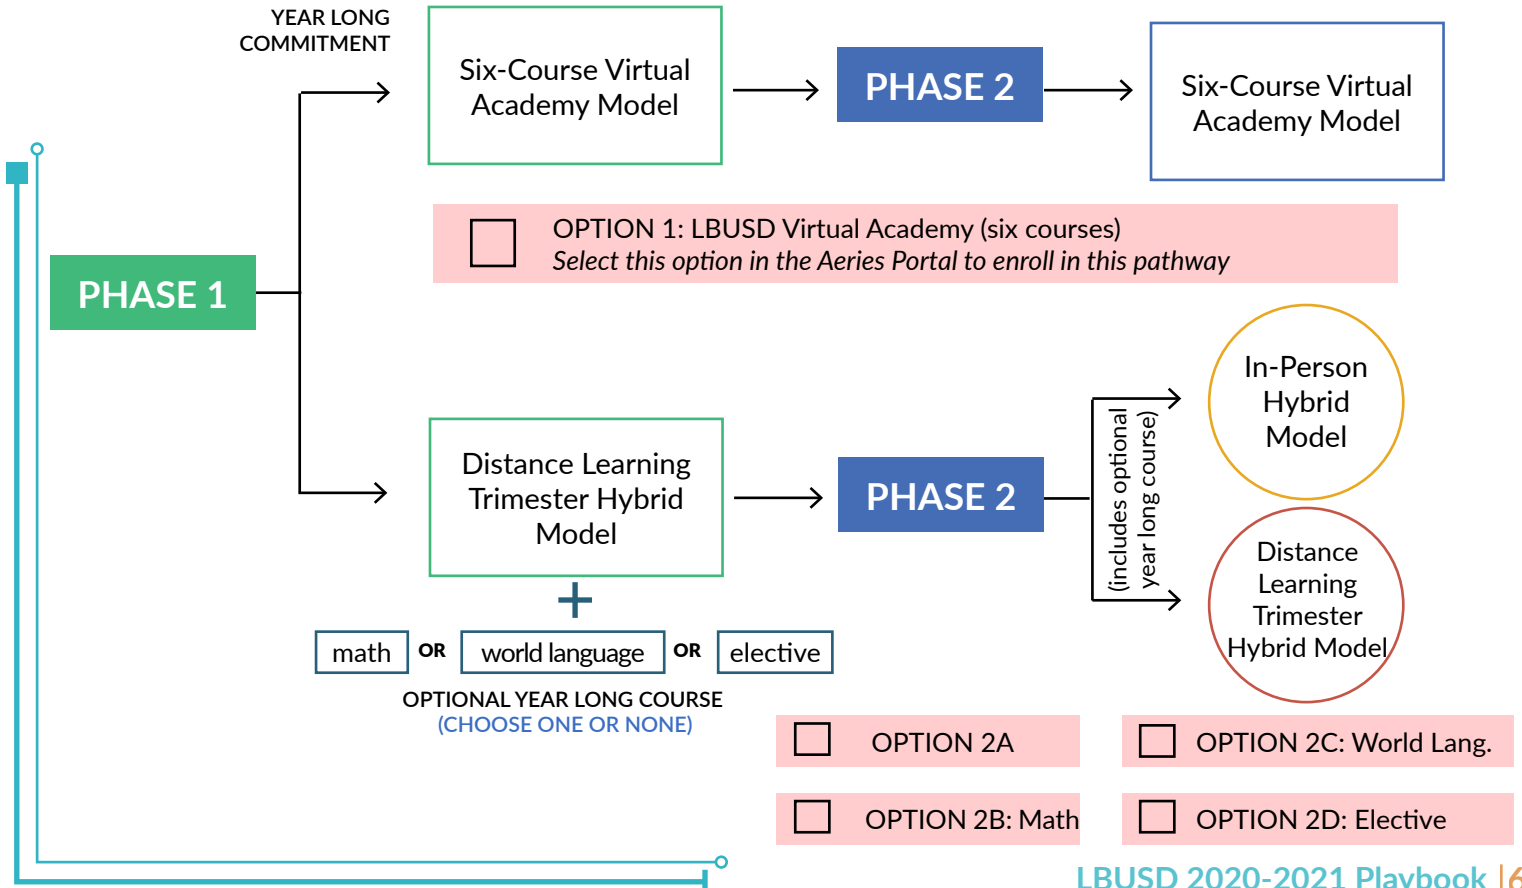 YEAR LONG
COMMITMENT
Six-Course Virtual
Academy Model
PHASE 2
Six-Course Virtual
Academy Model
OPTION 1: LBUSD Virtual Academy (six courses)
Select this option in the Aeries Portal to enroll in this pathway
PHASE 1
Distance Learning
Trimester Hybrid
Model
PHASE 2
(includes optional
year long course)
In-Person
Hybrid
Model
Distance
Learning
Trimester
Hybrid Model
+
math OR world language OR elective
OPTIONAL YEAR LONG COURSE
(CHOOSE ONE OR NONE)
OPTION 2A
OPTION 2C: World Lang.
OPTION 2B: Math
OPTION 2D: Elective
LBUSD 2020-2021 Playbook |6